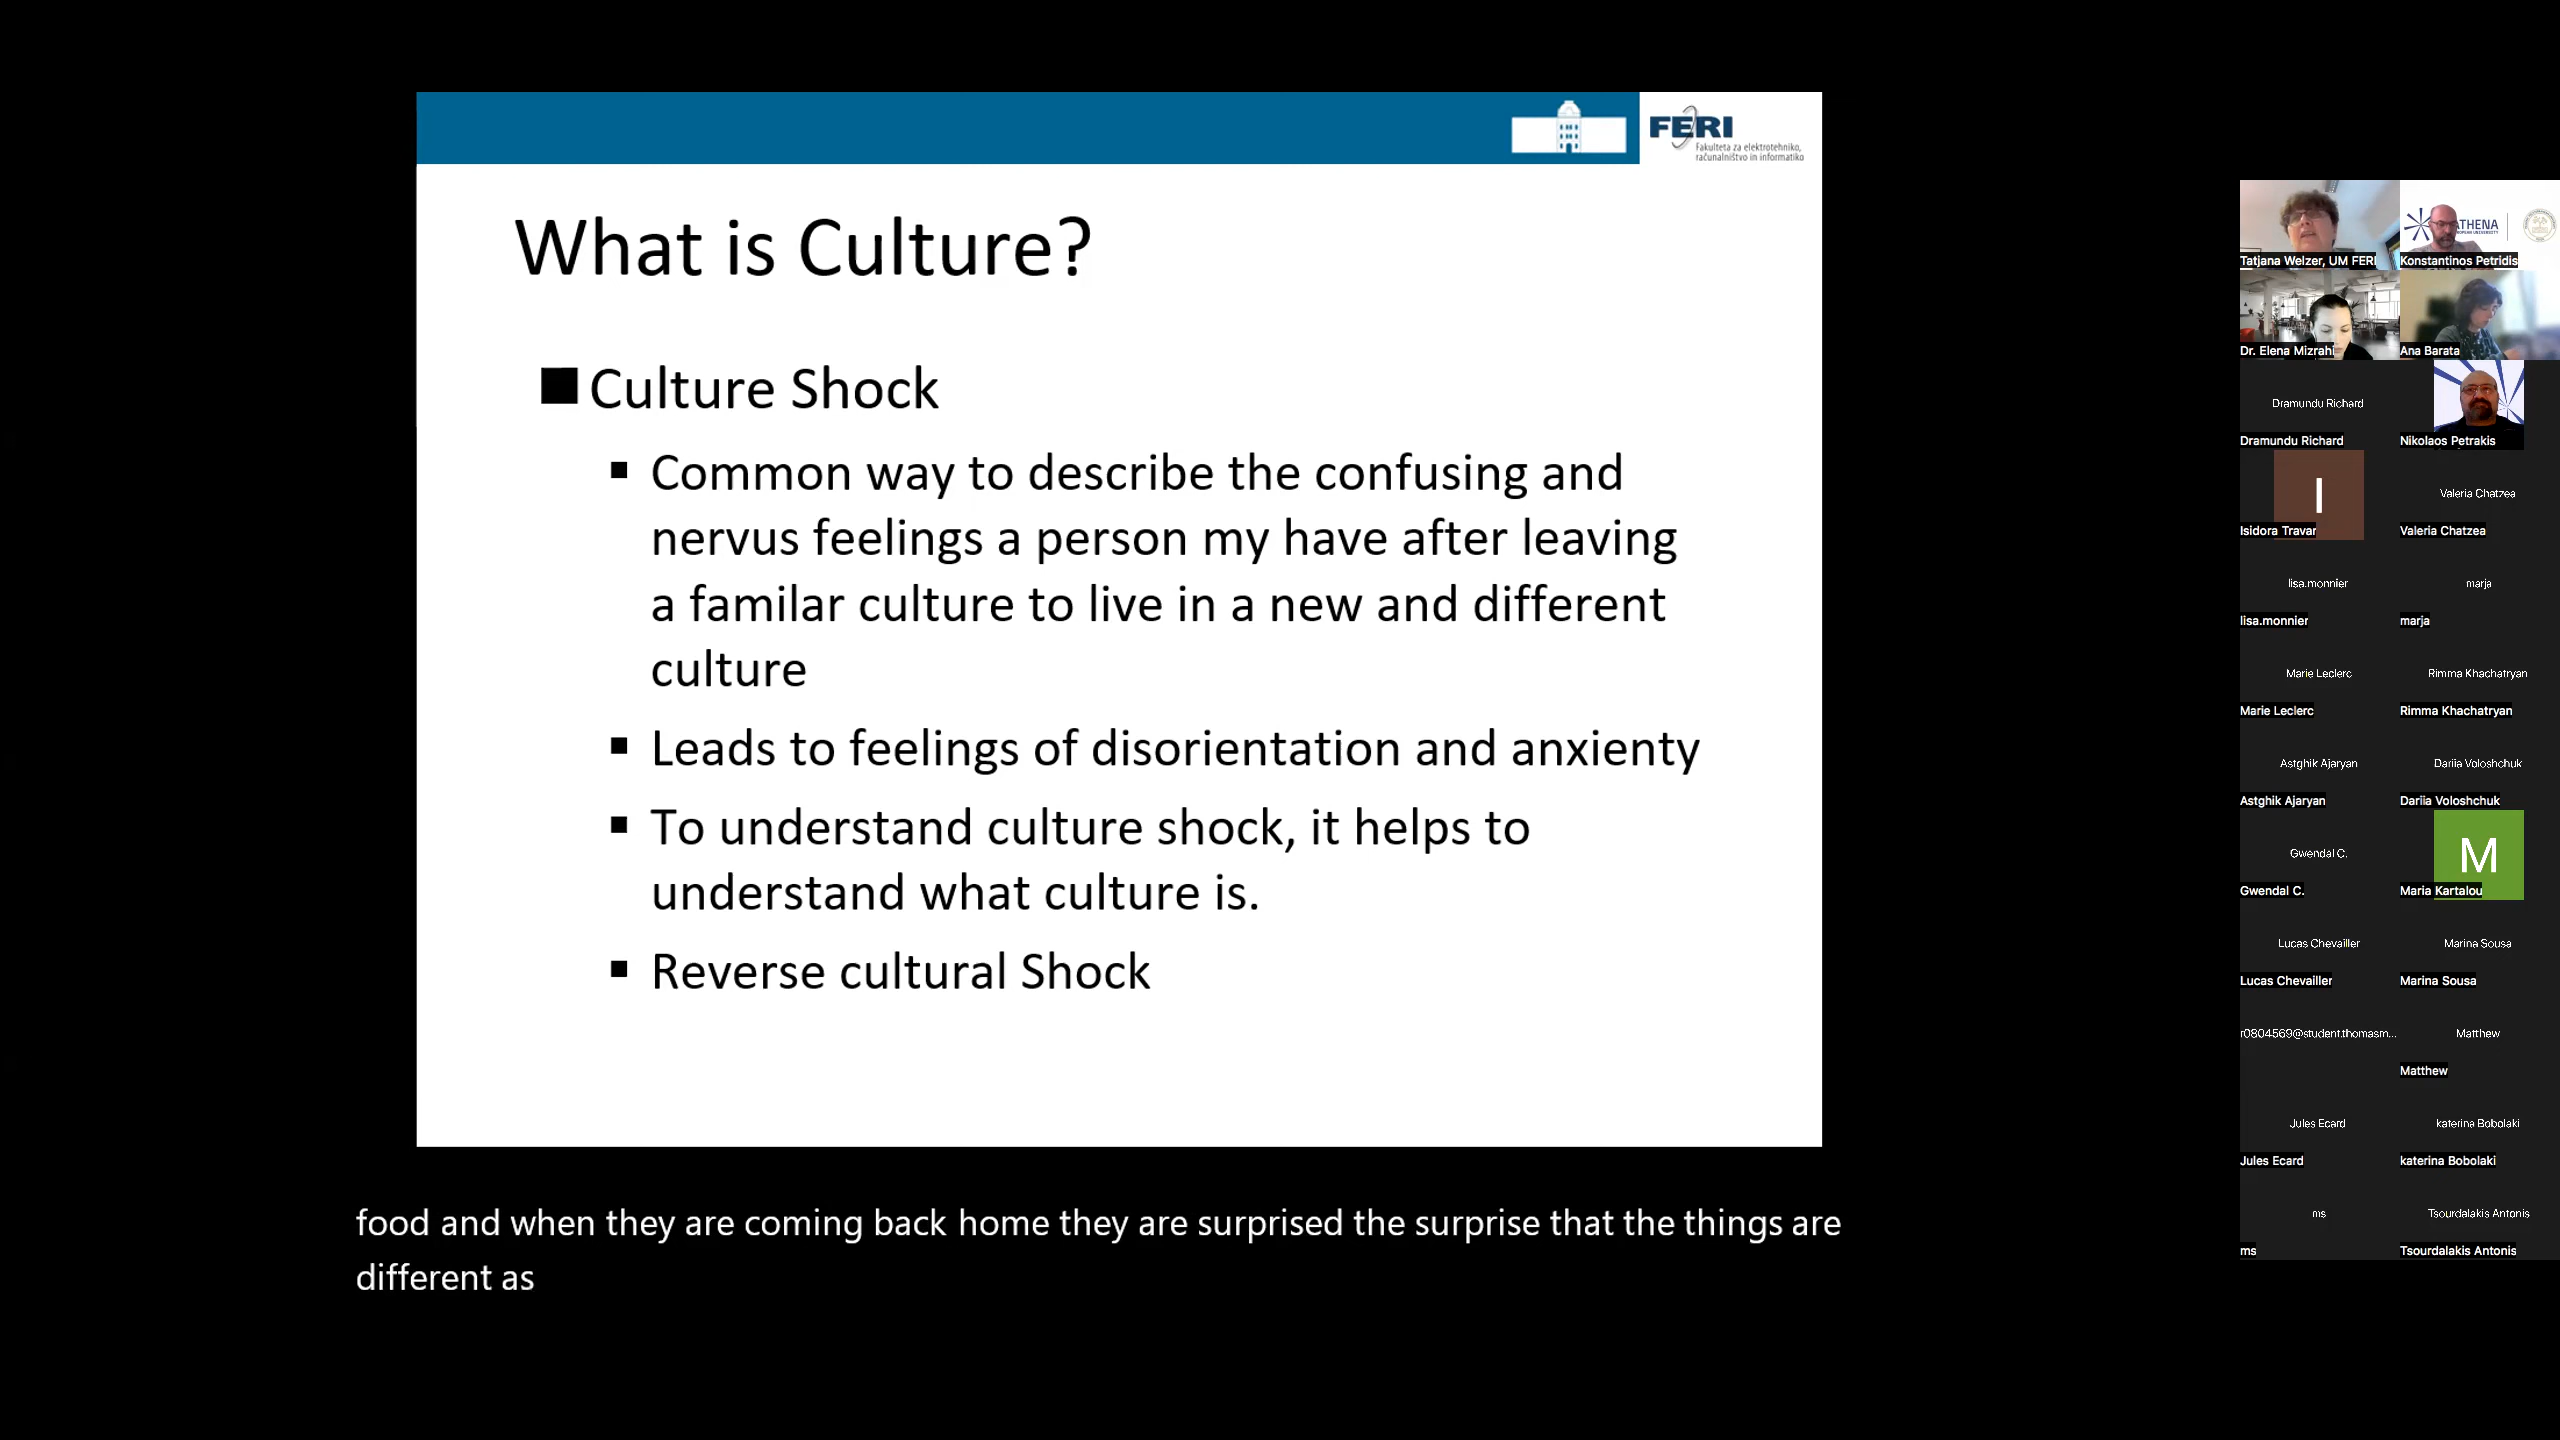 FERI
Fakulteta za elektrotehniko,
računalništvo in informatiko
What is Culture?
Culture Shock
Common way to describe the confusing and
nervus feelings a person my have after leaving
a familar culture to live in a new and different
culture
Leads to feelings of disorientation and anxienty
To understand culture shock, it helps to
understand what culture is.
Reverse cultural Shock
food and when they are coming back home they are surprised the surprise that the things are
different as
Tatjana Welzer, UM FERI
ATHENA
Konstantinos Petridis
Dr. Elena Mizrahi
Ana Barata
Dramundu Richard
Dramundu Richard
Nikolaos Petrakis
I
Isidora Travar
Valeria Chatzea
Valeria Chatzea
lisa.monnier
lisa.monnier
marja
marja
Marie Leclerc
Marie Leclerc
Rimma Khachatryan
Rimma Khachatryan
Astghik Ajaryan
Astghik Ajaryan
Dariia Voloshchuk
Dariia Voloshchuk
Gwendal C.
Gwendal C.
M
Maria Kartalou
Lucas Chevailler
Lucas Chevailler
Marina Sousa
Marina Sousa
r0804569@student.thomasm...
Matthew
Matthew
Jules Ecard
Jules Ecard
katerina Bobolaki
katerina Bobolaki
ms
ms
Tsourdalakis Antonis
Tsourdalakis Antonis